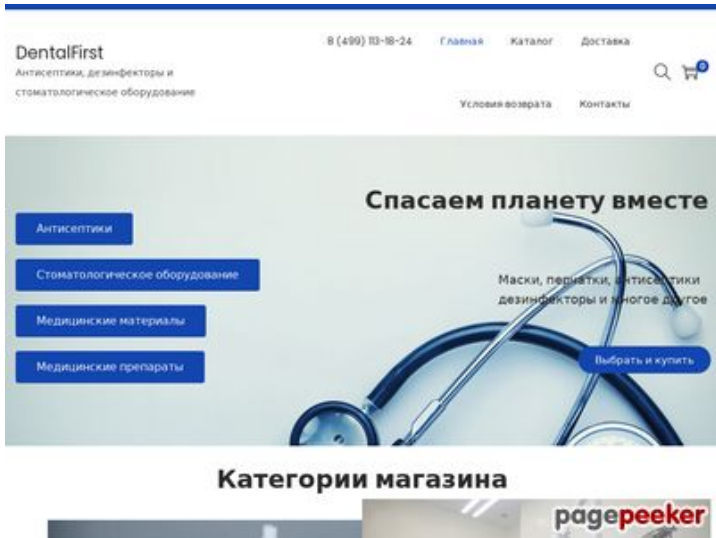 DentalFirst
Антисептики, дезинфекторы и
стоматологическое оборудование
8 (499) 113-18-24
Главная
Каталог
Доставка
0
Условия возврата
Контакты
Спасаем планету вместе
Антисептики
Стоматологическое оборудование
Медицинские материалы
Медицинские препараты
Маски, перчатки, антисептики
дезинфекторы и многое другое
Выбрать и купить
Категории магазина
pagepeeker